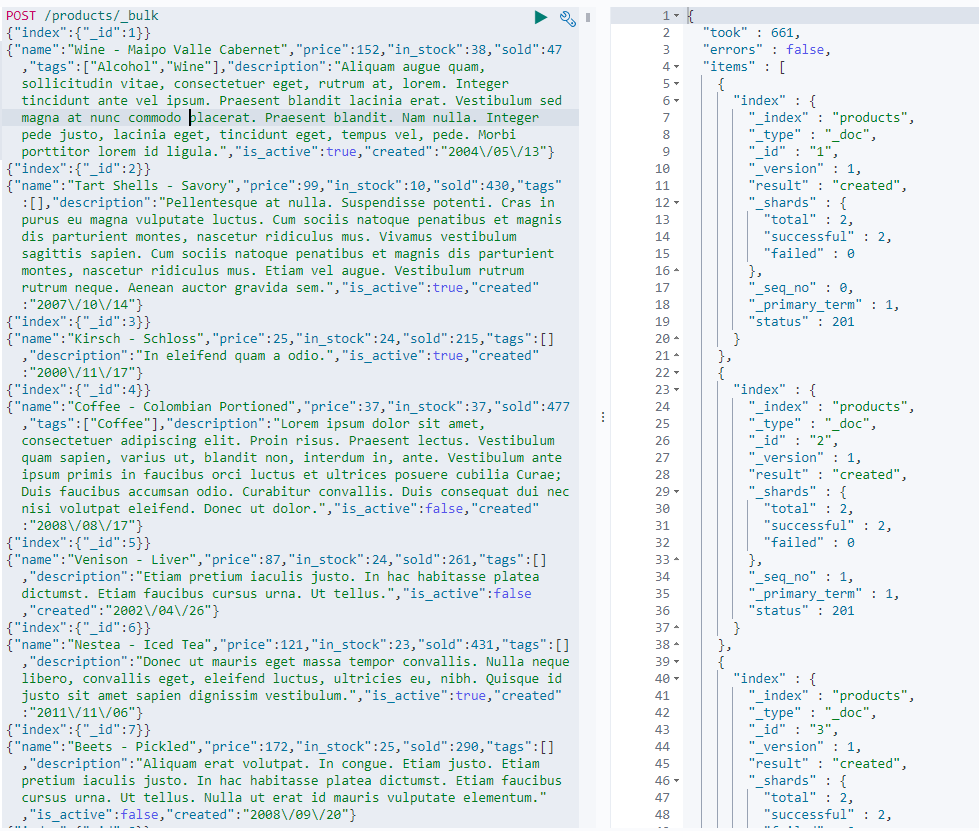 POST /products/_bulk
{"index":{"_id":1}}
{"name":"Wine - Maipo Valle Cabernet","price":152,"in_stock":38,"sold":47
,"tags":["Alcohol","Wine"],"description":"Aliquam augue quam,
sollicitudin vitae, consectetuer eget, rutrum at, lorem. Integer
tincidunt ante vel ipsum. Praesent blandit lacinia erat. Vestibulum sed
magna at nunc commodo placerat. Praesent blandit. Nam nulla. Integer
pede justo, lacinia eget, tincidunt eget, tempus vel, pede. Morbi
porttitor lorem id ligula.","is_active":true,"created":"2004\/05\/13"}
{"index":{"_id":2}}
{"name":"Tart Shells - Savory","price":99,"in_stock":10,"sold":430,"tags"
:[],"description":"Pellentesque at nulla. Suspendisse potenti. Cras in
purus eu magna vulputate luctus. Cum sociis natoque penatibus et magnis
dis parturient montes, nascetur ridiculus mus. Vivamus vestibulum
sagittis sapien. Cum sociis natoque penatibus et magnis dis parturient
montes, nascetur ridiculus mus. Etiam vel augue. Vestibulum rutrum
rutrum neque. Aenean auctor gravida sem.","is_active":true,"created"
:"2007\/10\/14"}
{"index":{"_id":3}}
{"name":"Kirsch - Schloss","price":25,"in_stock":24,"sold":215,"tags":[]
,"description":"In eleifend quam a odio.","is_active":true,"created"
:"2000\/11\/17"}
{"index":{"_id":4}}
{"name":"Coffee - Colombian Portioned","price":37,"in_stock":37,"sold":477
,"tags":["Coffee"],"description":"Lorem ipsum dolor sit amet,
consectetuer adipiscing elit. Proin risus. Praesent lectus. Vestibulum
quam sapien, varius ut, blandit non, interdum in, ante. Vestibulum ante
ipsum primis in faucibus orci luctus et ultrices posuere cubilia Curae;
Duis faucibus accumsan odio. Curabitur convallis. Duis consequat dui nec
nisi volutpat eleifend. Donec ut dolor.","is_active":false,"created"
:"2008\/08\/17"}
{"index":{"_id":5}}
{"name":"Venison - Liver","price":87,"in_stock":24,"sold":261,"tags":[]
,"description":"Etiam pretium iaculis justo. In hac habitasse platea
dictumst. Etiam faucibus cursus urna. Ut tellus.","is_active":false
,"created":"2002\/04\/26"}
{"index":{"_id":6}}
{"name":"Nestea - Iced Tea","price":121,"in_stock":23,"sold":431,"tags":[]
,"description":"Donec ut mauris eget massa tempor convallis. Nulla neque
libero, convallis eget, eleifend luctus, ultricies eu, nibh. Quisque id
justo sit amet sapien dignissim vestibulum.","is_active":true,"created"
:"2011\/11\/06"}
{"index":{"_id":7}}
{"name":"Beets - Pickled","price":172,"in_stock":25,"sold":290,"tags":[]
,"description":"Aliquam erat volutpat. In congue. Etiam justo. Etiam
pretium iaculis justo. In hac habitasse platea dictumst. Etiam faucibus
cursus urna. Ut tellus. Nulla ut erat id mauris vulputate elementum."
,"is_active":false,"created":"2008\/09\/20"}
1 {
2 "took" : 661,
3 "errors" : false,
4 "items" : [
5 {
6 "index" : {
7 "_index" : "products",
8 "_type" : "_doc",
9 "_id" : "1",
10 "_version" : 1,
11 "result" : "created",
12 "_shards" : {
13 "total" : 2,
14 "successful" : 2,
15 "failed" : 0
16 },
17 "_seq_no" : 0,
18 "_primary_term" : 1,
19 "status" : 201
20 }
21 },
22 {
23 "index" : {
24 "_index" : "products",
25 "_type" : "_doc",
26 "_id" : "2",
27 "_version" : 1,
28 "result" : "created",
29 "_shards" : {
30 "total" : 2,
31 "successful" : 2,
32 "failed" : 0
33 },
34 "_seq_no" : 1,
35 "_primary_term" : 1,
36 "status" : 201
37 }
38 },
39 {
40 "index" : {
41 "_index" : "products",
42 "_type" : "_doc",
43 "_id" : "3",
44 "_version" : 1,
45 "result" : "created",
46 "_shards" : {
47 "total" : 2,
48 "successful" : 2,